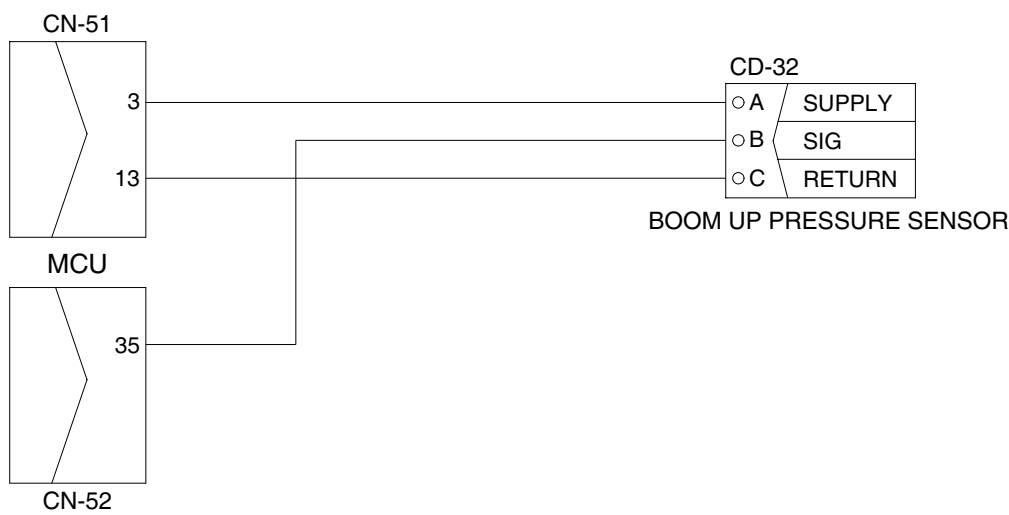 CN-51
CD-32
3
A SUPPLY
B SIG
13
C RETURN
BOOM UP PRESSURE SENSOR
MCU
35
CN-52